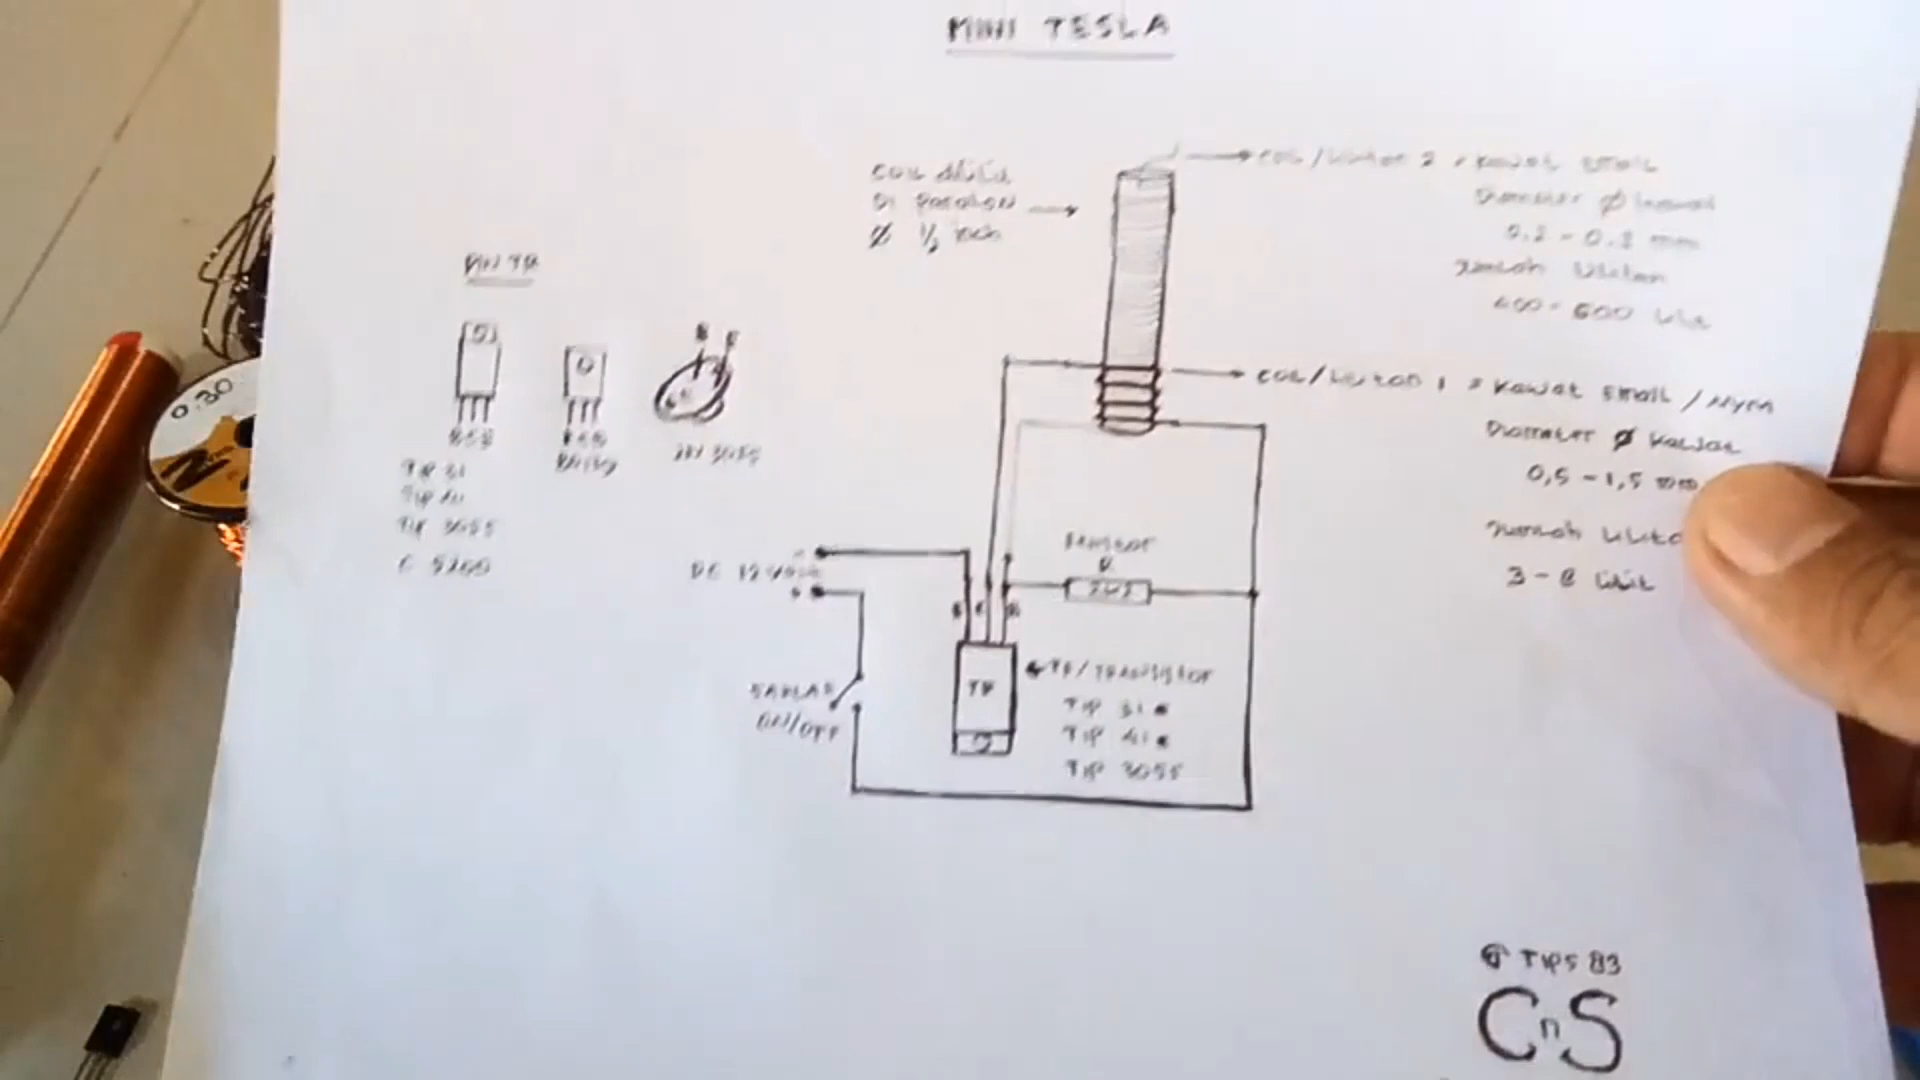 MINI TESLA
COIL
DI PARALON
Ø 1/2 inch
COIL / LILITAN 2 = KAWAT EMAIL
Diameter Ø kawat
0.2 - 0.3 mm
Jumlah Lilitan
400 - 600 Lilit
COIL / LILITAN 1 = KAWAT EMAIL / NYM
Diameter Ø kawat
0,5 - 1,5 mm
Jumlah
3 - 8 Lilit
PIN TR
0.30
B E
TIP 31
TIP 41
TIP 3055
C 5200
2N 3055
DC 12 Volt
RESISTOR
R
E C B
TR
TR / TRANSISTOR
TIP 31
TIP 41
TIP 3055
SAKLAR
ON/OFF
TIPS 83
CnS